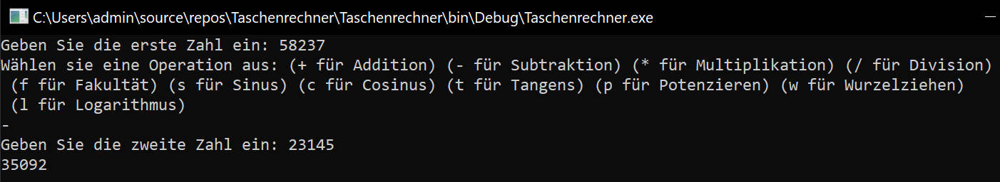 C:\Users\admin\source\repos\Taschenrechner\Taschenrechner\bin\Debug\Taschenrechner.exe
Geben Sie die erste Zahl ein: 58237
Wählen sie eine Operation aus: (+ für Addition) (- für Subtraktion) (* für Multiplikation) (/ für Division)
(f für Fakultät) (s für Sinus) (c für Cosinus) (t für Tangens) (p für Potenzieren) (w für Wurzelziehen)
(l für Logarithmus)
-
Geben Sie die zweite Zahl ein: 23145
35092